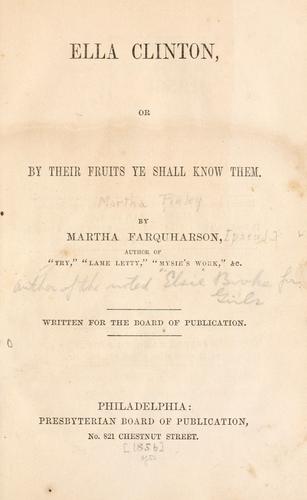 ELLA CLINTON,
OR
BY THEIR FRUITS YE SHALL KNOW THEM.
Martha Finley
BY
MARTHA FARQUHARSON, [pseud.]
AUTHOR OF
"TRY," "LAME LETTY," "MYSIE'S WORK," &C.
author of the noted "Elsie" Books for
Girls
WRITTEN FOR THE BOARD OF PUBLICATION.
PHILADELPHIA:
PRESBYTERIAN BOARD OF PUBLICATION,
No. 821 CHESTNUT STREET.
[1856]